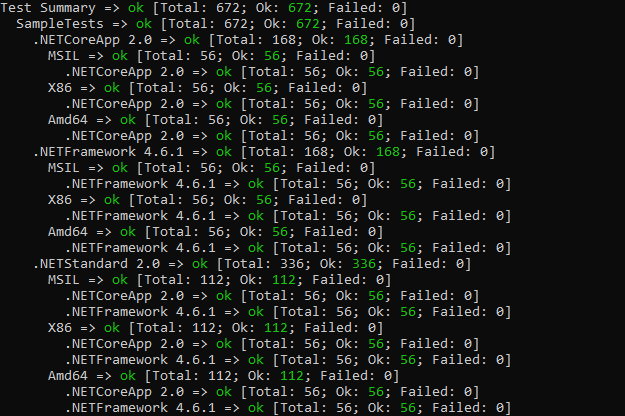 Test Summary => ok [Total: 672; Ok: 672; Failed: 0]
SampleTests => ok [Total: 672; Ok: 672; Failed: 0]
.NETCoreApp 2.0 => ok [Total: 168; Ok: 168; Failed: 0]
MSIL => ok [Total: 56; Ok: 56; Failed: 0]
.NETCoreApp 2.0 => ok [Total: 56; Ok: 56; Failed: 0]
X86 => ok [Total: 56; Ok: 56; Failed: 0]
.NETCoreApp 2.0 => ok [Total: 56; Ok: 56; Failed: 0]
Amd64 => ok [Total: 56; Ok: 56; Failed: 0]
.NETCoreApp 2.0 => ok [Total: 56; Ok: 56; Failed: 0]
.NETFramework 4.6.1 => ok [Total: 168; Ok: 168; Failed: 0]
MSIL => ok [Total: 56; Ok: 56; Failed: 0]
.NETFramework 4.6.1 => ok [Total: 56; Ok: 56; Failed: 0]
X86 => ok [Total: 56; Ok: 56; Failed: 0]
.NETFramework 4.6.1 => ok [Total: 56; Ok: 56; Failed: 0]
Amd64 => ok [Total: 56; Ok: 56; Failed: 0]
.NETFramework 4.6.1 => ok [Total: 56; Ok: 56; Failed: 0]
.NETStandard 2.0 => ok [Total: 336; Ok: 336; Failed: 0]
MSIL => ok [Total: 112; Ok: 112; Failed: 0]
.NETCoreApp 2.0 => ok [Total: 56; Ok: 56; Failed: 0]
.NETFramework 4.6.1 => ok [Total: 56; Ok: 56; Failed: 0]
X86 => ok [Total: 112; Ok: 112; Failed: 0]
.NETCoreApp 2.0 => ok [Total: 56; Ok: 56; Failed: 0]
.NETFramework 4.6.1 => ok [Total: 56; Ok: 56; Failed: 0]
Amd64 => ok [Total: 112; Ok: 112; Failed: 0]
.NETCoreApp 2.0 => ok [Total: 56; Ok: 56; Failed: 0]
.NETFramework 4.6.1 => ok [Total: 56; Ok: 56; Failed: 0]